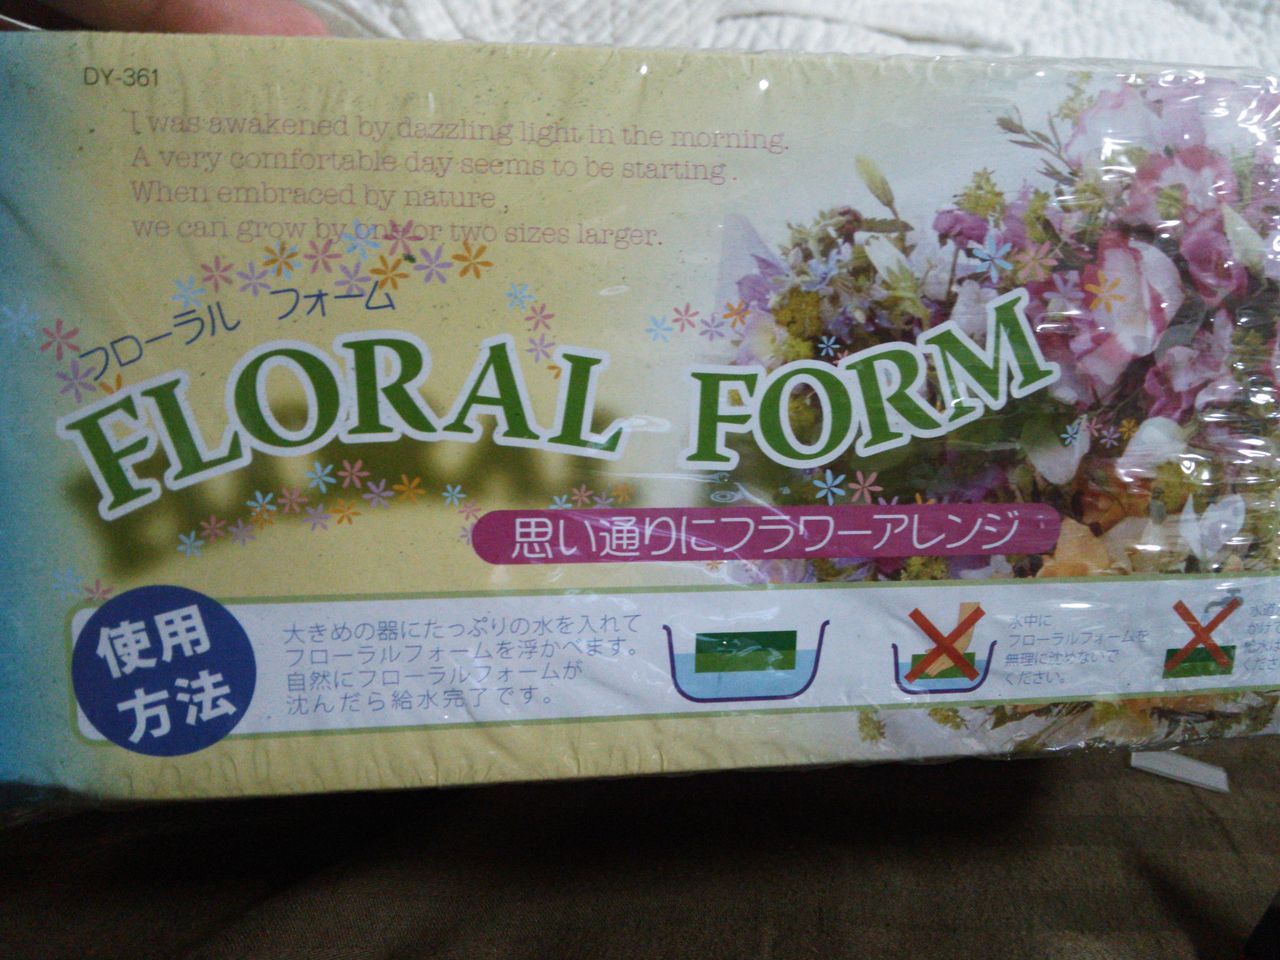 DY-361
I was awakened by dazzling light in the morning.
A very comfortable day seems to be starting.
When embraced by nature,
we can grow by one or two sizes larger.
フローラル フォーム
FLORAL FORM
思い通りにフラワーアレンジ
使用
方法
大きめの器にたっぷりの水を入れて
フローラルフォームを浮かべます。
自然にフローラルフォームが
沈んだら給水完了です。
水中に
フローラルフォームを
無理に沈めないで
ください。
水道
かけて